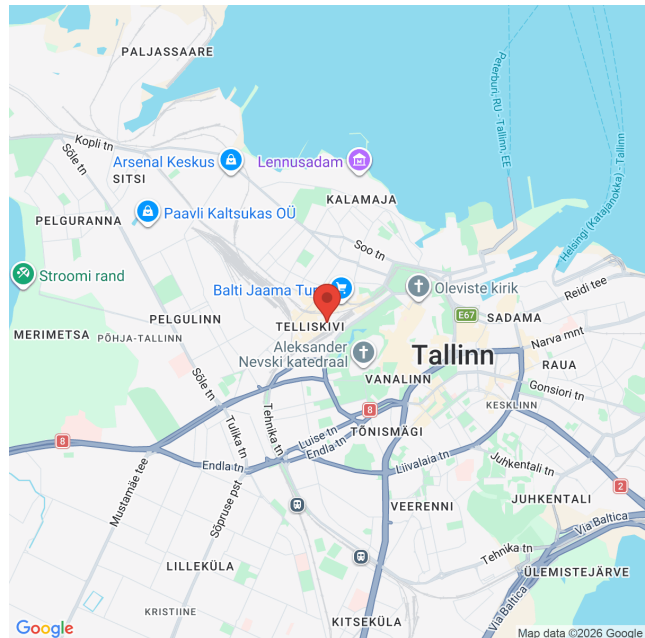 PALJASSAARE
Peterburi, RU - Tallinn, EE
Helsingi (Katajanokka) - Tallinn
Kopli tn
Sõle tn
Arsenal Keskus
Lennusadam
SITSI
KALAMAJA
Paavli Kaltsukas OÜ
PELGURANNA
Soo tn
Stroomi rand
Balti Jaama Tur
Oleviste kirik
Reidi tee
E67
SADAMA
PELGULINN
TELLISKIVI
MERIMETSA
PÕHJA-TALLINN
Narva mnt
Aleksander
Nevski katedraal
Tallinn
RAUA
VANALINN
Sõle tn
Gonsiori tn
KESKLINN
8
Tehnika tn
Tulika tn
Luise tn
TÕNISMÄGI
8
Endla tn
Endla tn
Liivalaia tn
Juhkentali tn
Mustamäe tee
Sõpruse pst
2
JUHKENTALI
VEERENNI
Via Baltica
Tehnika tn
LILLEKÜLA
ÜLEMISTEJÄRVE
Via Baltica
KRISTIINE
KITSEKÜLA
Google
Map data ©2026 Google